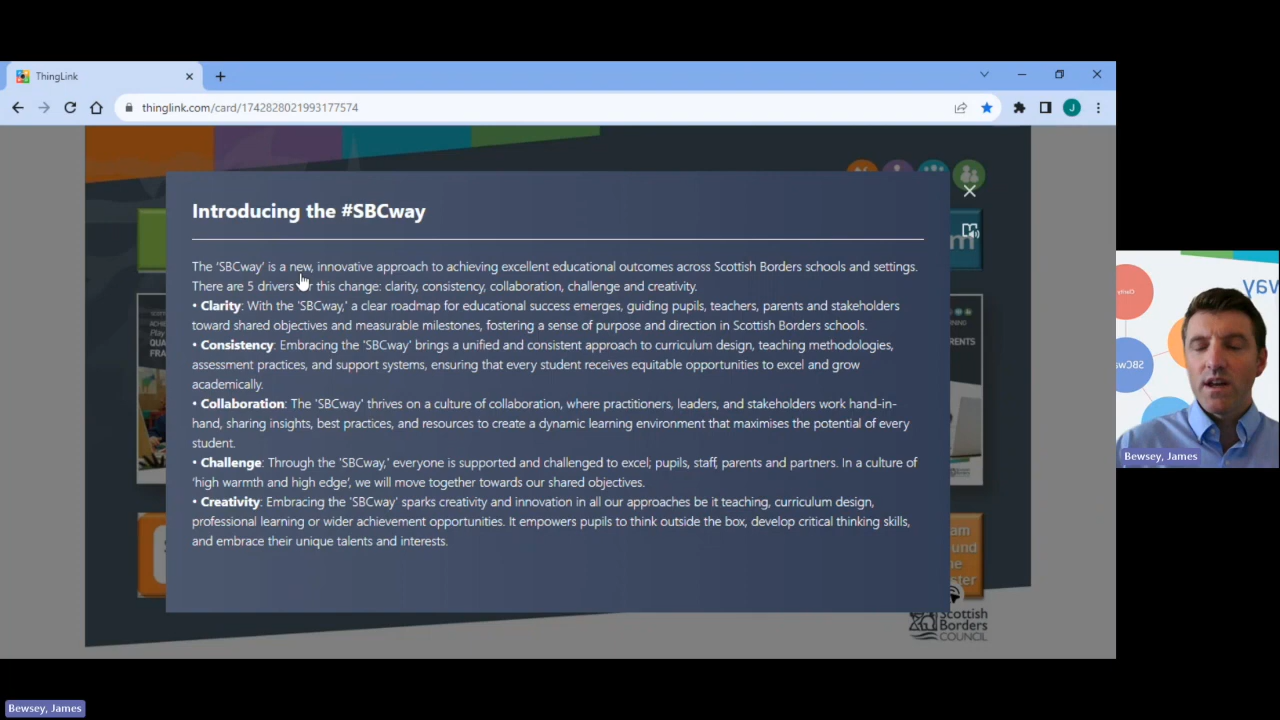 ThingLink
thinglink.com/card/1742828021993177574
J
Introducing the #SBCway
The 'SBCway' is a new, innovative approach to achieving excellent educational outcomes across Scottish Borders schools and settings.
There are 5 drivers this change: clarity, consistency, collaboration, challenge and creativity.
• Clarity: With the 'SBCway,' a clear roadmap for educational success emerges, guiding pupils, teachers, parents and stakeholders
toward shared objectives and measurable milestones, fostering a sense of purpose and direction in Scottish Borders schools.
• Consistency: Embracing the 'SBCway' brings a unified and consistent approach to curriculum design, teaching methodologies,
assessment practices, and support systems, ensuring that every student receives equitable opportunities to excel and grow
academically.
• Collaboration: The 'SBCway' thrives on a culture of collaboration, where practitioners, leaders, and stakeholders work hand-in-
hand, sharing insights, best practices, and resources to create a dynamic learning environment that maximises the potential of every
student.
• Challenge: Through the 'SBCway,' everyone is supported and challenged to excel; pupils, staff, parents and partners. In a culture of
'high warmth and high edge', we will move together towards our shared objectives.
• Creativity: Embracing the 'SBCway' sparks creativity and innovation in all our approaches be it teaching, curriculum design,
professional learning or wider achievement opportunities. It empowers pupils to think outside the box, develop critical thinking skills,
and embrace their unique talents and interests.
Scottish
Borders
COUNCIL
Clarity
SBCway
Bewsey, James
Bewsey, James